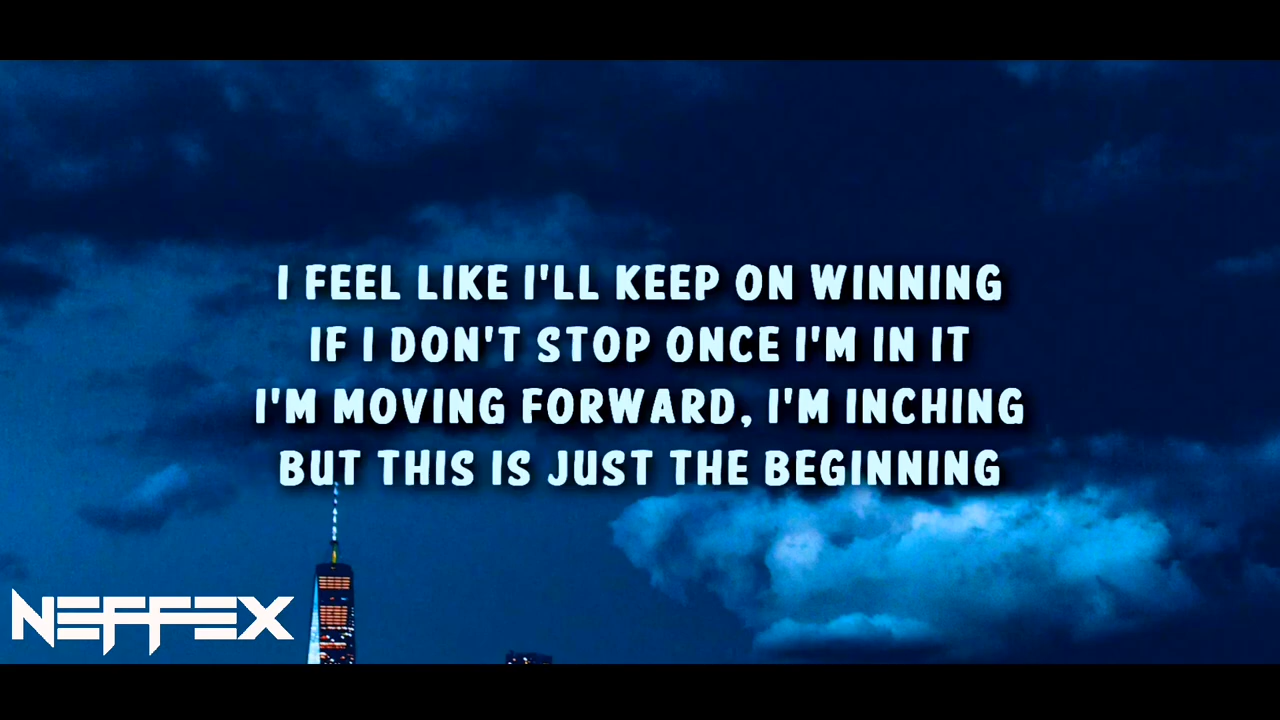 I FEEL LIKE I'LL KEEP ON WINNING
IF I DON'T STOP ONCE I'M IN IT
I'M MOVING FORWARD, I'M INCHING
BUT THIS IS JUST THE BEGINNING
NEFFEX